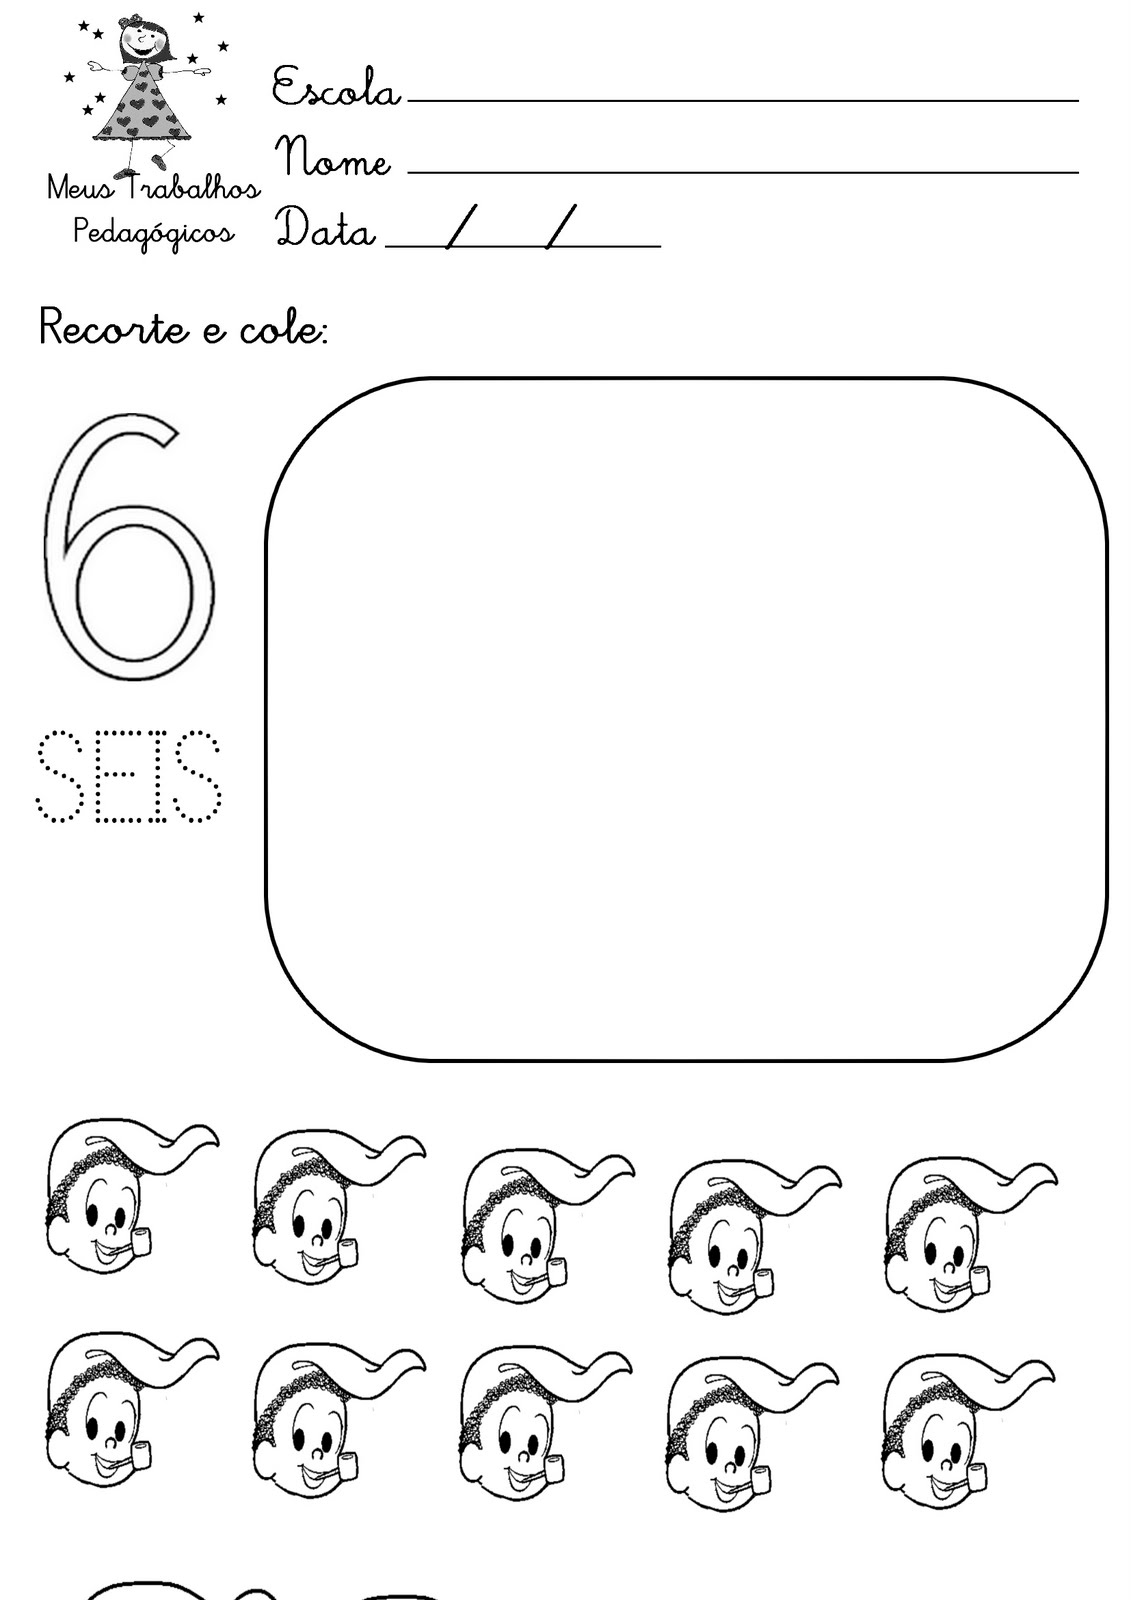 Escola
Nome
Data / /
Meus Trabalhos
Pedagógicos
Recorte e cole:
6
SEIS